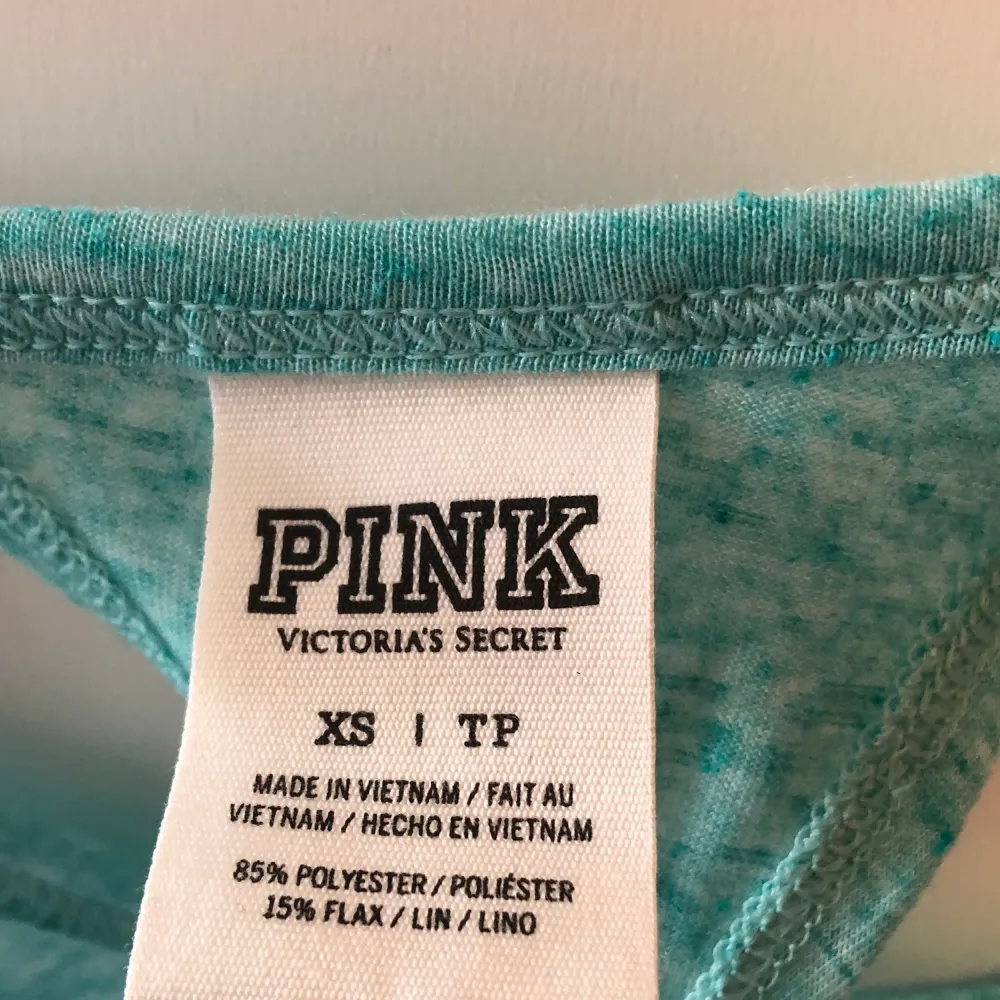 PINK
VICTORIA'S SECRET
XS | TP
MADE IN VIETNAM / FAIT AU
VIETNAM / HECHO EN VIETNAM
85% POLYESTER / POLIÉSTER
15% FLAX / LIN / LINO